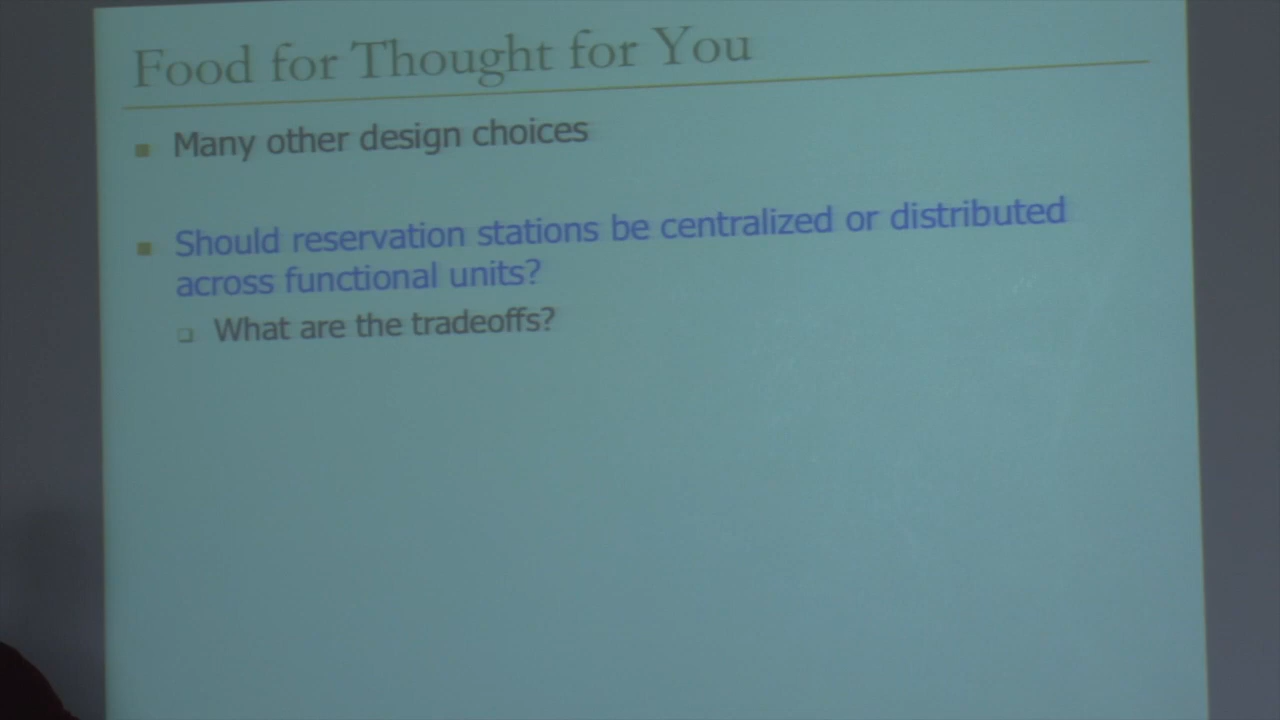 Food for Thought for You
Many other design choices
Should reservation stations be centralized or distributed
across functional units?
What are the tradeoffs?